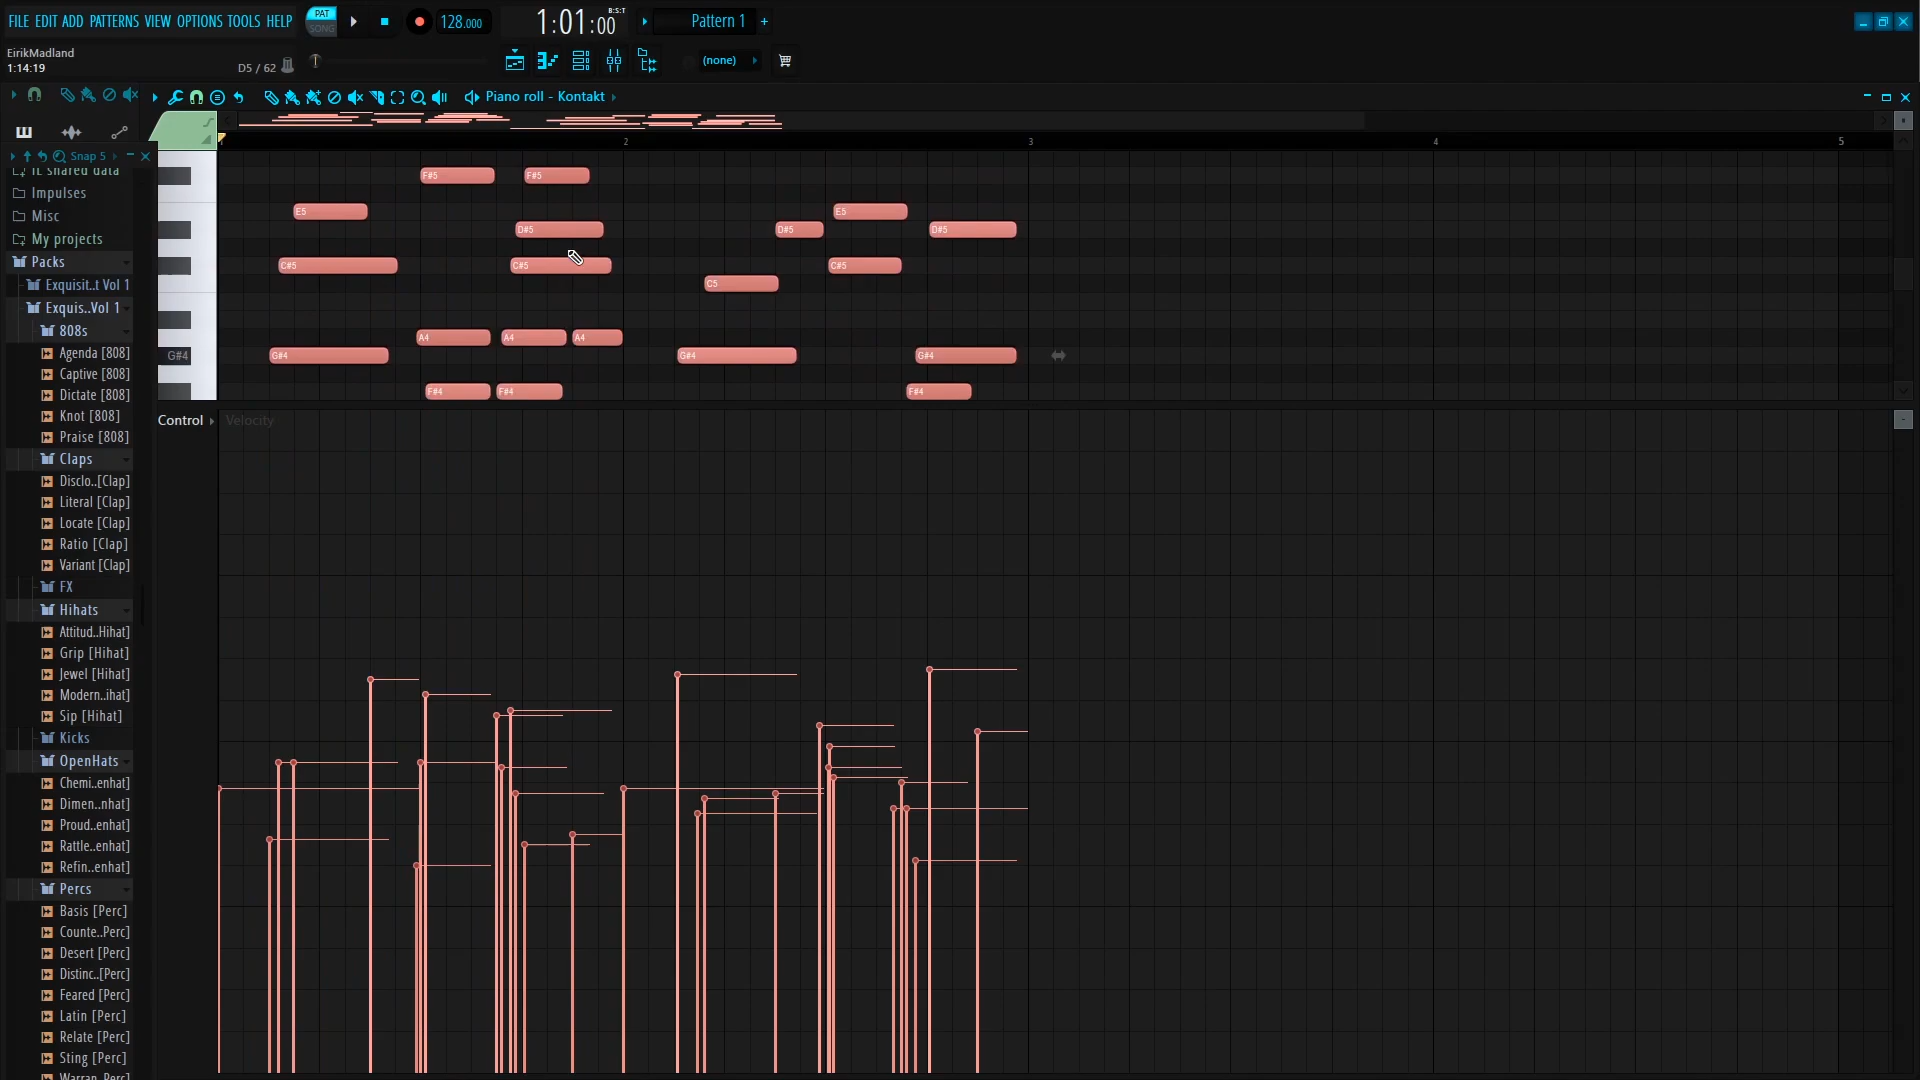 FILE EDIT ADD PATTERNS VIEW OPTIONS TOOLS HELP
PAT
SONG
128.000
1:01:00
B:S:T
Pattern 1
EirikMadland
1:14:19
D5 / 62
(none)
Piano roll - Kontakt
Snap 5
IL shared data
Impulses
Misc
My projects
Packs
Exquisit..t Vol 1
Exquis..Vol 1
808s
Agenda [808]
Captive [808]
Dictate [808]
Knot [808]
Praise [808]
Claps
Disclo..[Clap]
Literal [Clap]
Locate [Clap]
Ratio [Clap]
Variant [Clap]
FX
Hihats
Attitud..Hihat]
Grip [Hihat]
Jewel [Hihat]
Modern..ihat]
Sip [Hihat]
Kicks
OpenHats
Chemi..enhat]
Dimen..nhat]
Proud..enhat]
Rattle..enhat]
Refin..enhat]
Percs
Basis [Perc]
Counte..Perc]
Desert [Perc]
Distinc..[Perc]
Feared [Perc]
Latin [Perc]
Relate [Perc]
Sting [Perc]
Warran..Perc]
2
3
4
5
F#5
F#5
E5
E5
D#5
D#5
D#5
C#5
C#5
C#5
C5
A4
A4
A4
G#4
G#4
G#4
G#4
F#4
F#4
F#4
Control
Velocity